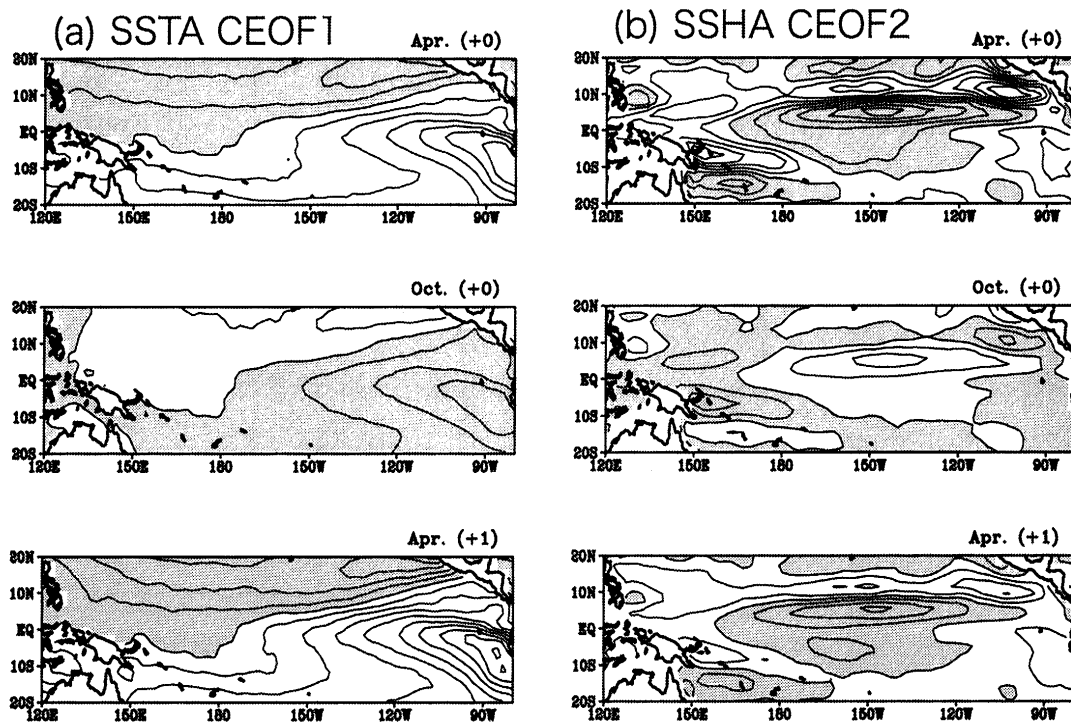 (a) SSTA CEOF1
(b) SSHA CEOF2
Apr. (+0)
20N
10N
EQ
10S
20S
120E 150E 180 150W 120W 90W
Apr. (+0)
20N
10N
EQ
10S
20S
120E 150E 180 150W 120W 90W
Oct. (+0)
20N
10N
EQ
10S
20S
120E 150E 180 150W 120W 90W
Oct. (+0)
20N
10N
EQ
10S
20S
120E 150E 180 150W 120W 90W
Apr. (+1)
20N
10N
EQ
10S
20S
120E 150E 180 150W 120W 90W
Apr. (+1)
20N
10N
EQ
10S
20S
120E 150E 180 150W 120W 90W